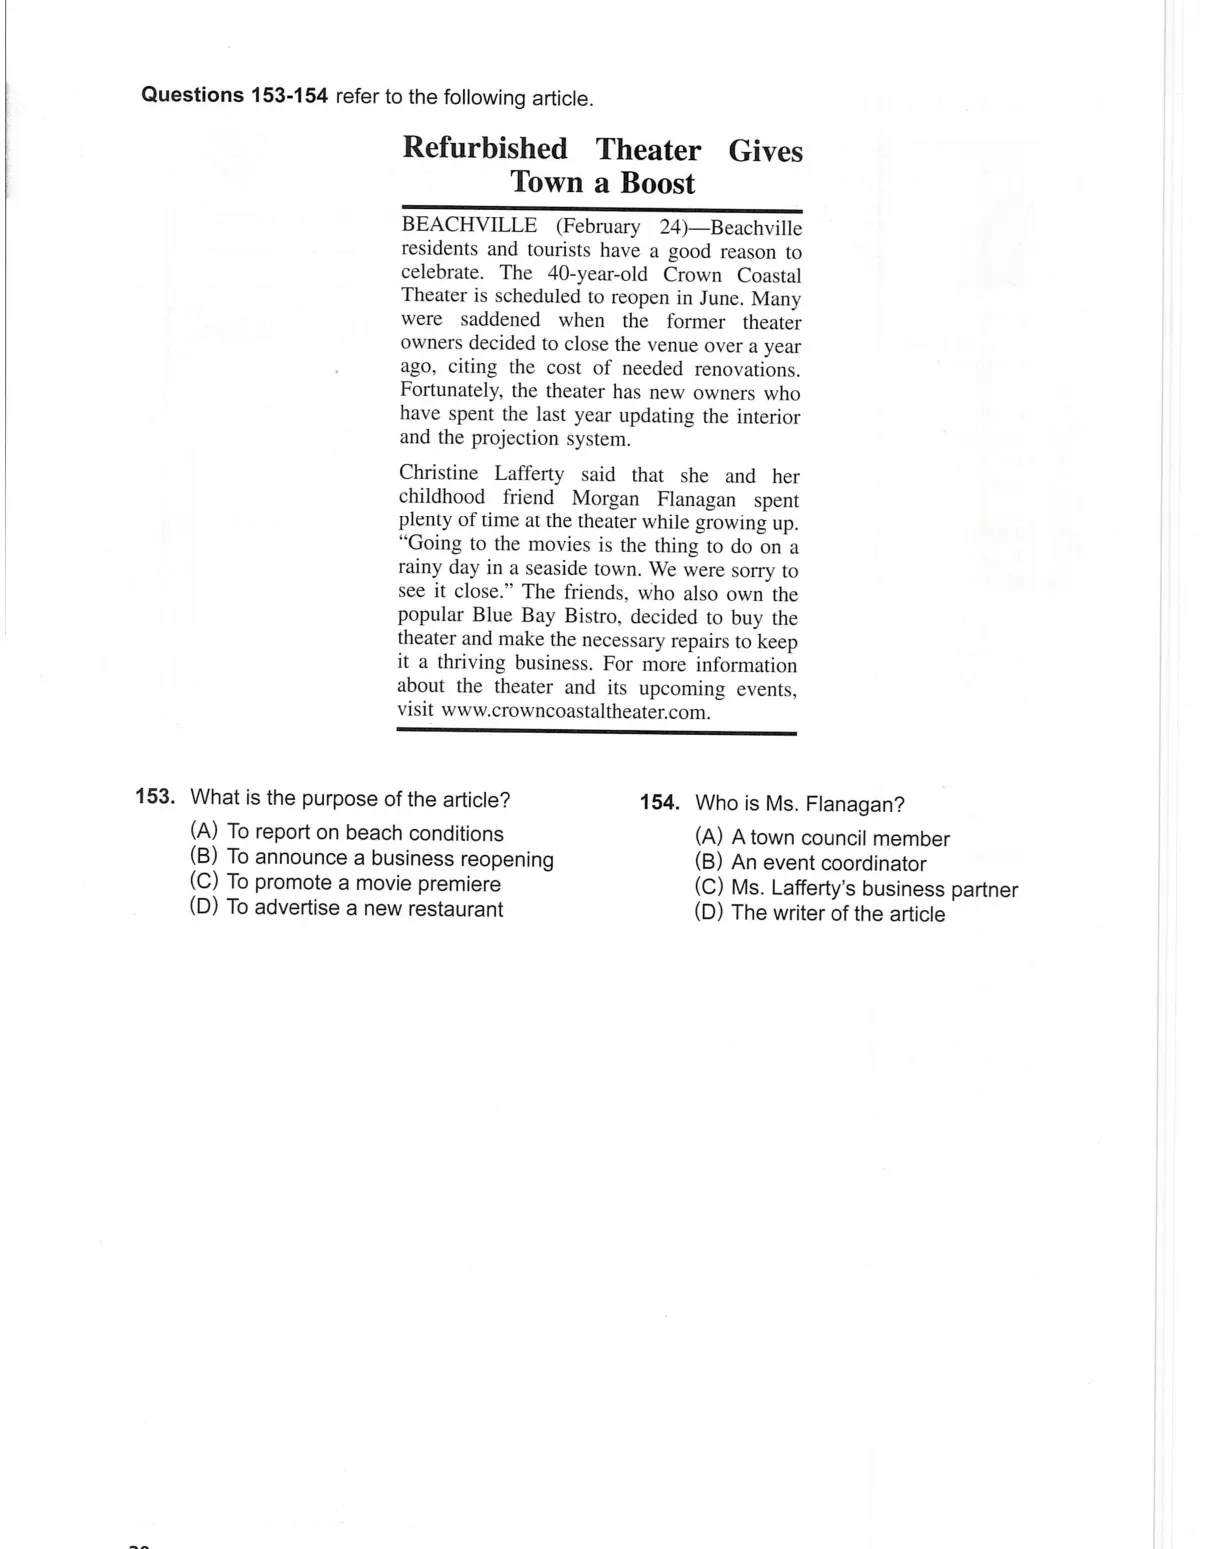 Questions 153-154 refer to the following article.
Refurbished Theater Gives
Town a Boost
BEACHVILLE (February 24)—Beachville
residents and tourists have a good reason to
celebrate. The 40-year-old Crown Coastal
Theater is scheduled to reopen in June. Many
were saddened when the former theater
owners decided to close the venue over a year
ago, citing the cost of needed renovations.
Fortunately, the theater has new owners who
have spent the last year updating the interior
and the projection system.
Christine Lafferty said that she and her
childhood friend Morgan Flanagan spent
plenty of time at the theater while growing up.
“Going to the movies is the thing to do on a
rainy day in a seaside town. We were sorry to
see it close.” The friends, who also own the
popular Blue Bay Bistro, decided to buy the
theater and make the necessary repairs to keep
it a thriving business. For more information
about the theater and its upcoming events,
visit www.crowncoastaltheater.com.
153. What is the purpose of the article?
(A) To report on beach conditions
(B) To announce a business reopening
(C) To promote a movie premiere
(D) To advertise a new restaurant
154. Who is Ms. Flanagan?
(A) A town council member
(B) An event coordinator
(C) Ms. Lafferty’s business partner
(D) The writer of the article